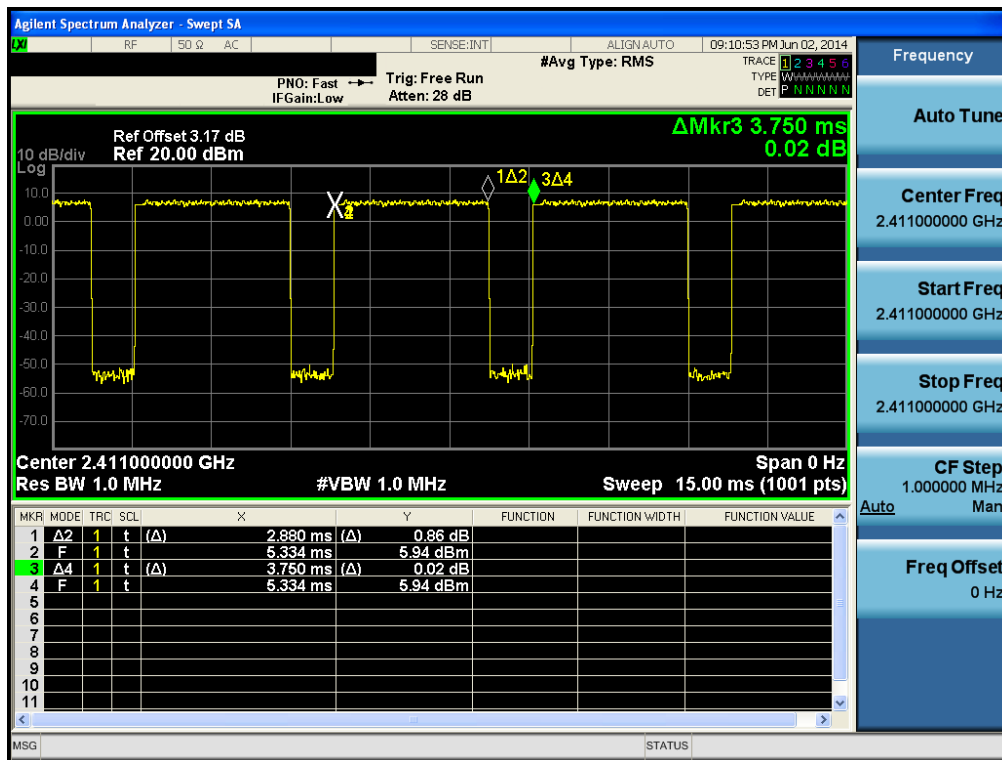 Agilent Spectrum Analyzer - Swept SA
LXI RF 50 Ω AC SENSE:INT ALIGN AUTO 09:10:53 PM Jun 02, 2014
Frequency
#Avg Type: RMS TRACE 1 2 3 4 5 6
PNO: Fast Trig: Free Run TYPE WWWWWW
IFGain:Low Atten: 28 dB DET P N N N N N
Auto Tune
Ref Offset 3.17 dB ΔMkr3 3.750 ms
10 dB/div Ref 20.00 dBm 0.02 dB
Log
1Δ2 3Δ4
10.0
0.00
-10.0
-20.0
-30.0
-40.0
-50.0
-60.0
-70.0
Center Freq
2.411000000 GHz
Start Freq
2.411000000 GHz
Stop Freq
2.411000000 GHz
Center 2.411000000 GHz Span 0 Hz
Res BW 1.0 MHz #VBW 1.0 MHz Sweep 15.00 ms (1001 pts)
CF Step
1.000000 MHz
Auto Man
Freq Offset
0 Hz
MKR MODE TRC SCL X Y FUNCTION FUNCTION WIDTH FUNCTION VALUE
1 Δ2 1 t (Δ) 2.880 ms (Δ) 0.86 dB
2 F 1 t 5.334 ms 5.94 dBm
3 Δ4 1 t (Δ) 3.750 ms (Δ) 0.02 dB
4 F 1 t 5.334 ms 5.94 dBm
5
6
7
8
9
10
11
MSG STATUS